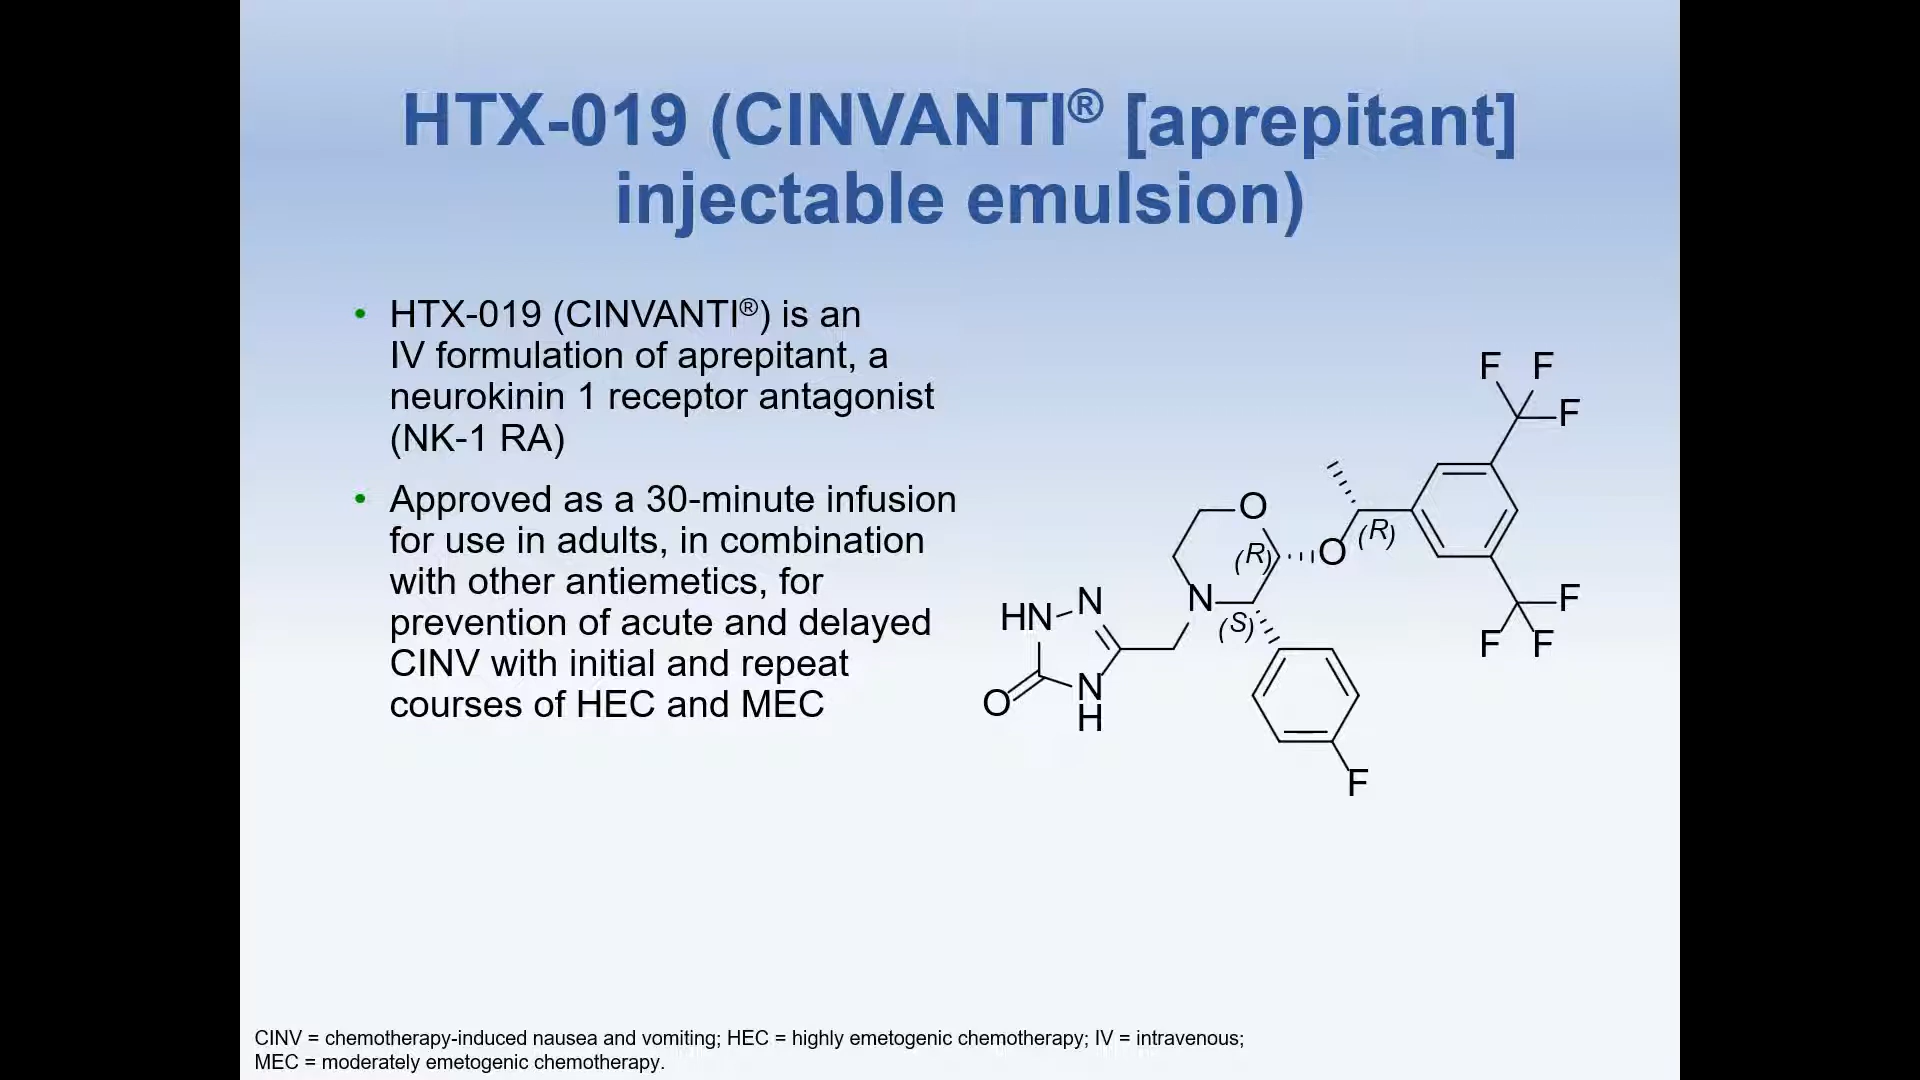 HTX-019 (CINVANTI® [aprepitant]
injectable emulsion)
• HTX-019 (CINVANTI®) is an
IV formulation of aprepitant, a
neurokinin 1 receptor antagonist
(NK-1 RA)
• Approved as a 30-minute infusion
for use in adults, in combination
with other antiemetics, for
prevention of acute and delayed
CINV with initial and repeat
courses of HEC and MEC
F F
F
O
(R)
(R)
O
N
(S)
HN
N
O
N
H
F
F F
F
CINV = chemotherapy-induced nausea and vomiting; HEC = highly emetogenic chemotherapy; IV = intravenous;
MEC = moderately emetogenic chemotherapy.